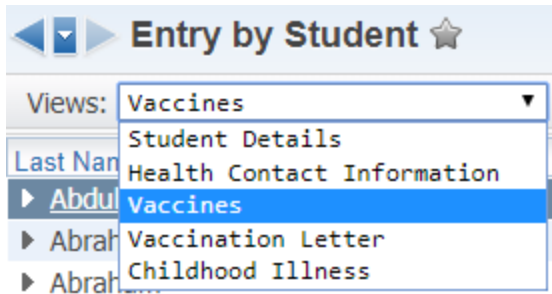 Entry by Student
Views: Vaccines
Student Details
Last Nam
Health Contact Information
Abdul
Vaccines
Abrah
Vaccination Letter
Childhood Illness